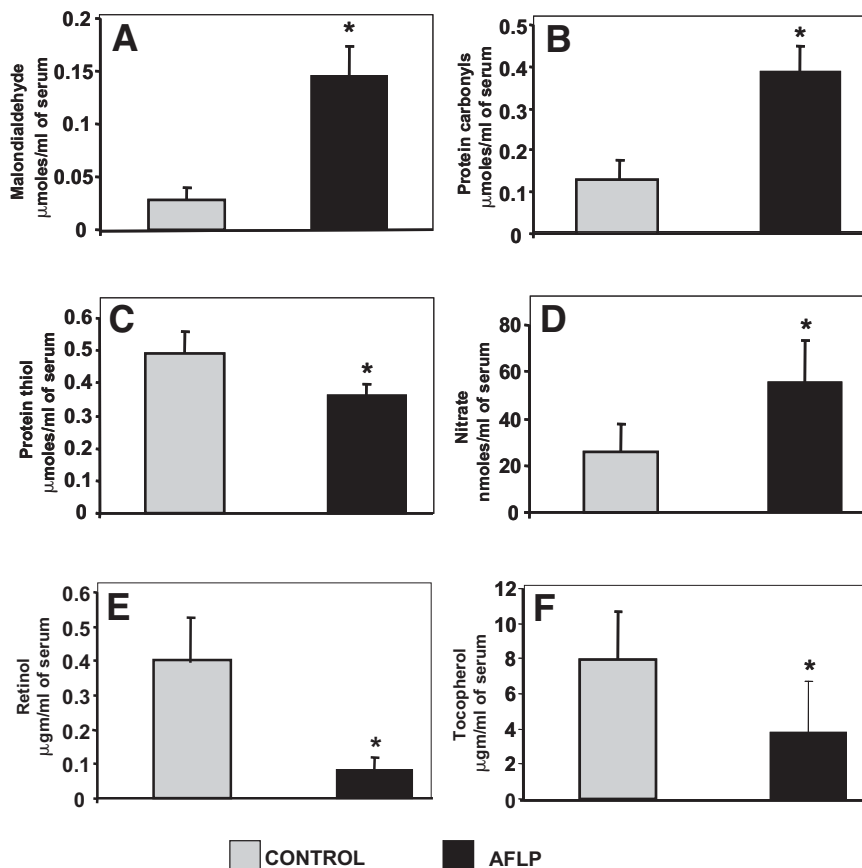 A
Malondialdehyde
μmoles/ml of serum
0.2
0.15
0.1
0.05
0
*
B
Protein carbonyls
μmoles/ml of serum
0.5
0.4
0.3
0.2
0.1
0
*
C
Protein thiol
μmoles/ml of serum
0.6
0.5
0.4
0.3
0.2
0.1
0
*
D
Nitrate
nmoles/ml of serum
80
60
40
20
0
*
E
Retinol
μgm/ml of serum
0.6
0.5
0.4
0.3
0.2
0.1
0
*
F
Tocopherol
μgm/ml of serum
12
10
8
6
4
2
0
*
CONTROL
AFLP